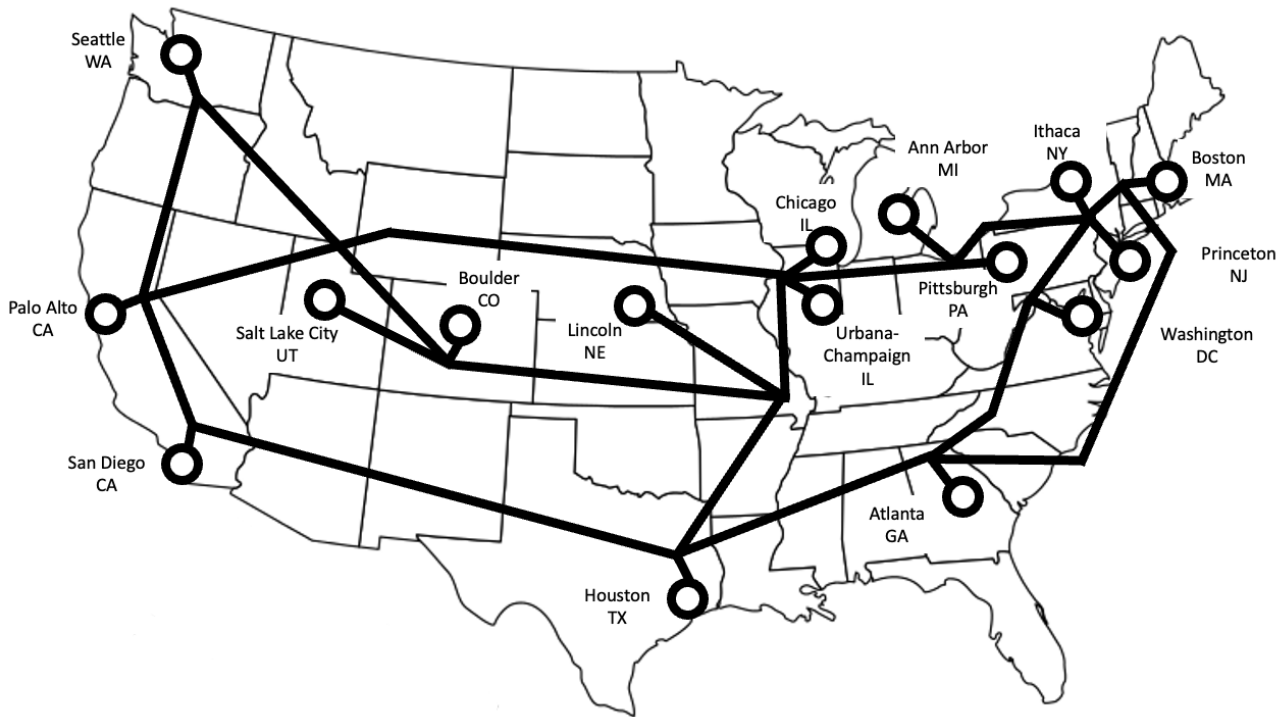 Seattle
WA
Ithaca
NY
Ann Arbor
MI
Boston
MA
Chicago
IL
Princeton
NJ
Boulder
CO
Pittsburgh
PA
Palo Alto
CA
Salt Lake City
UT
Lincoln
NE
Urbana-
Champaign
IL
Washington
DC
San Diego
CA
Atlanta
GA
Houston
TX